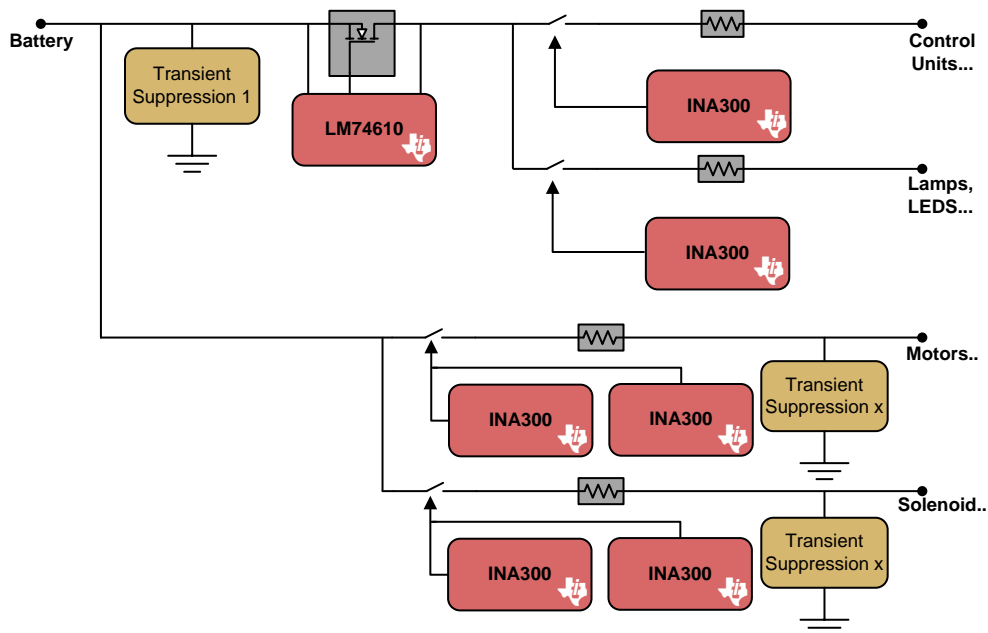 Battery
Transient
Suppression 1
LM74610
INA300
Control
Units...
INA300
Lamps,
LEDS...
INA300
INA300
Transient
Suppression x
Motors..
INA300
INA300
Transient
Suppression x
Solenoid..